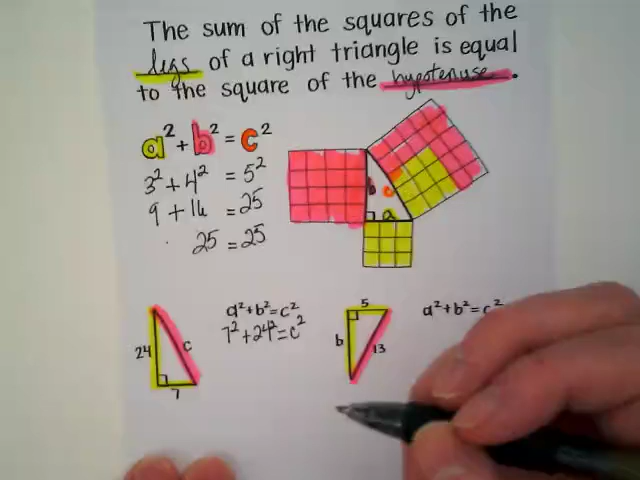 The sum of the squares of the
legs of a right triangle is equal
to the square of the hypotenuse.
a² + b² = c²
3² + 4² = 5²
9 + 16 = 25
25 = 25
b
c
a
a²+b²=c²
7²+24²=c²
24
c
7
5
b
13
a²+b²=c²